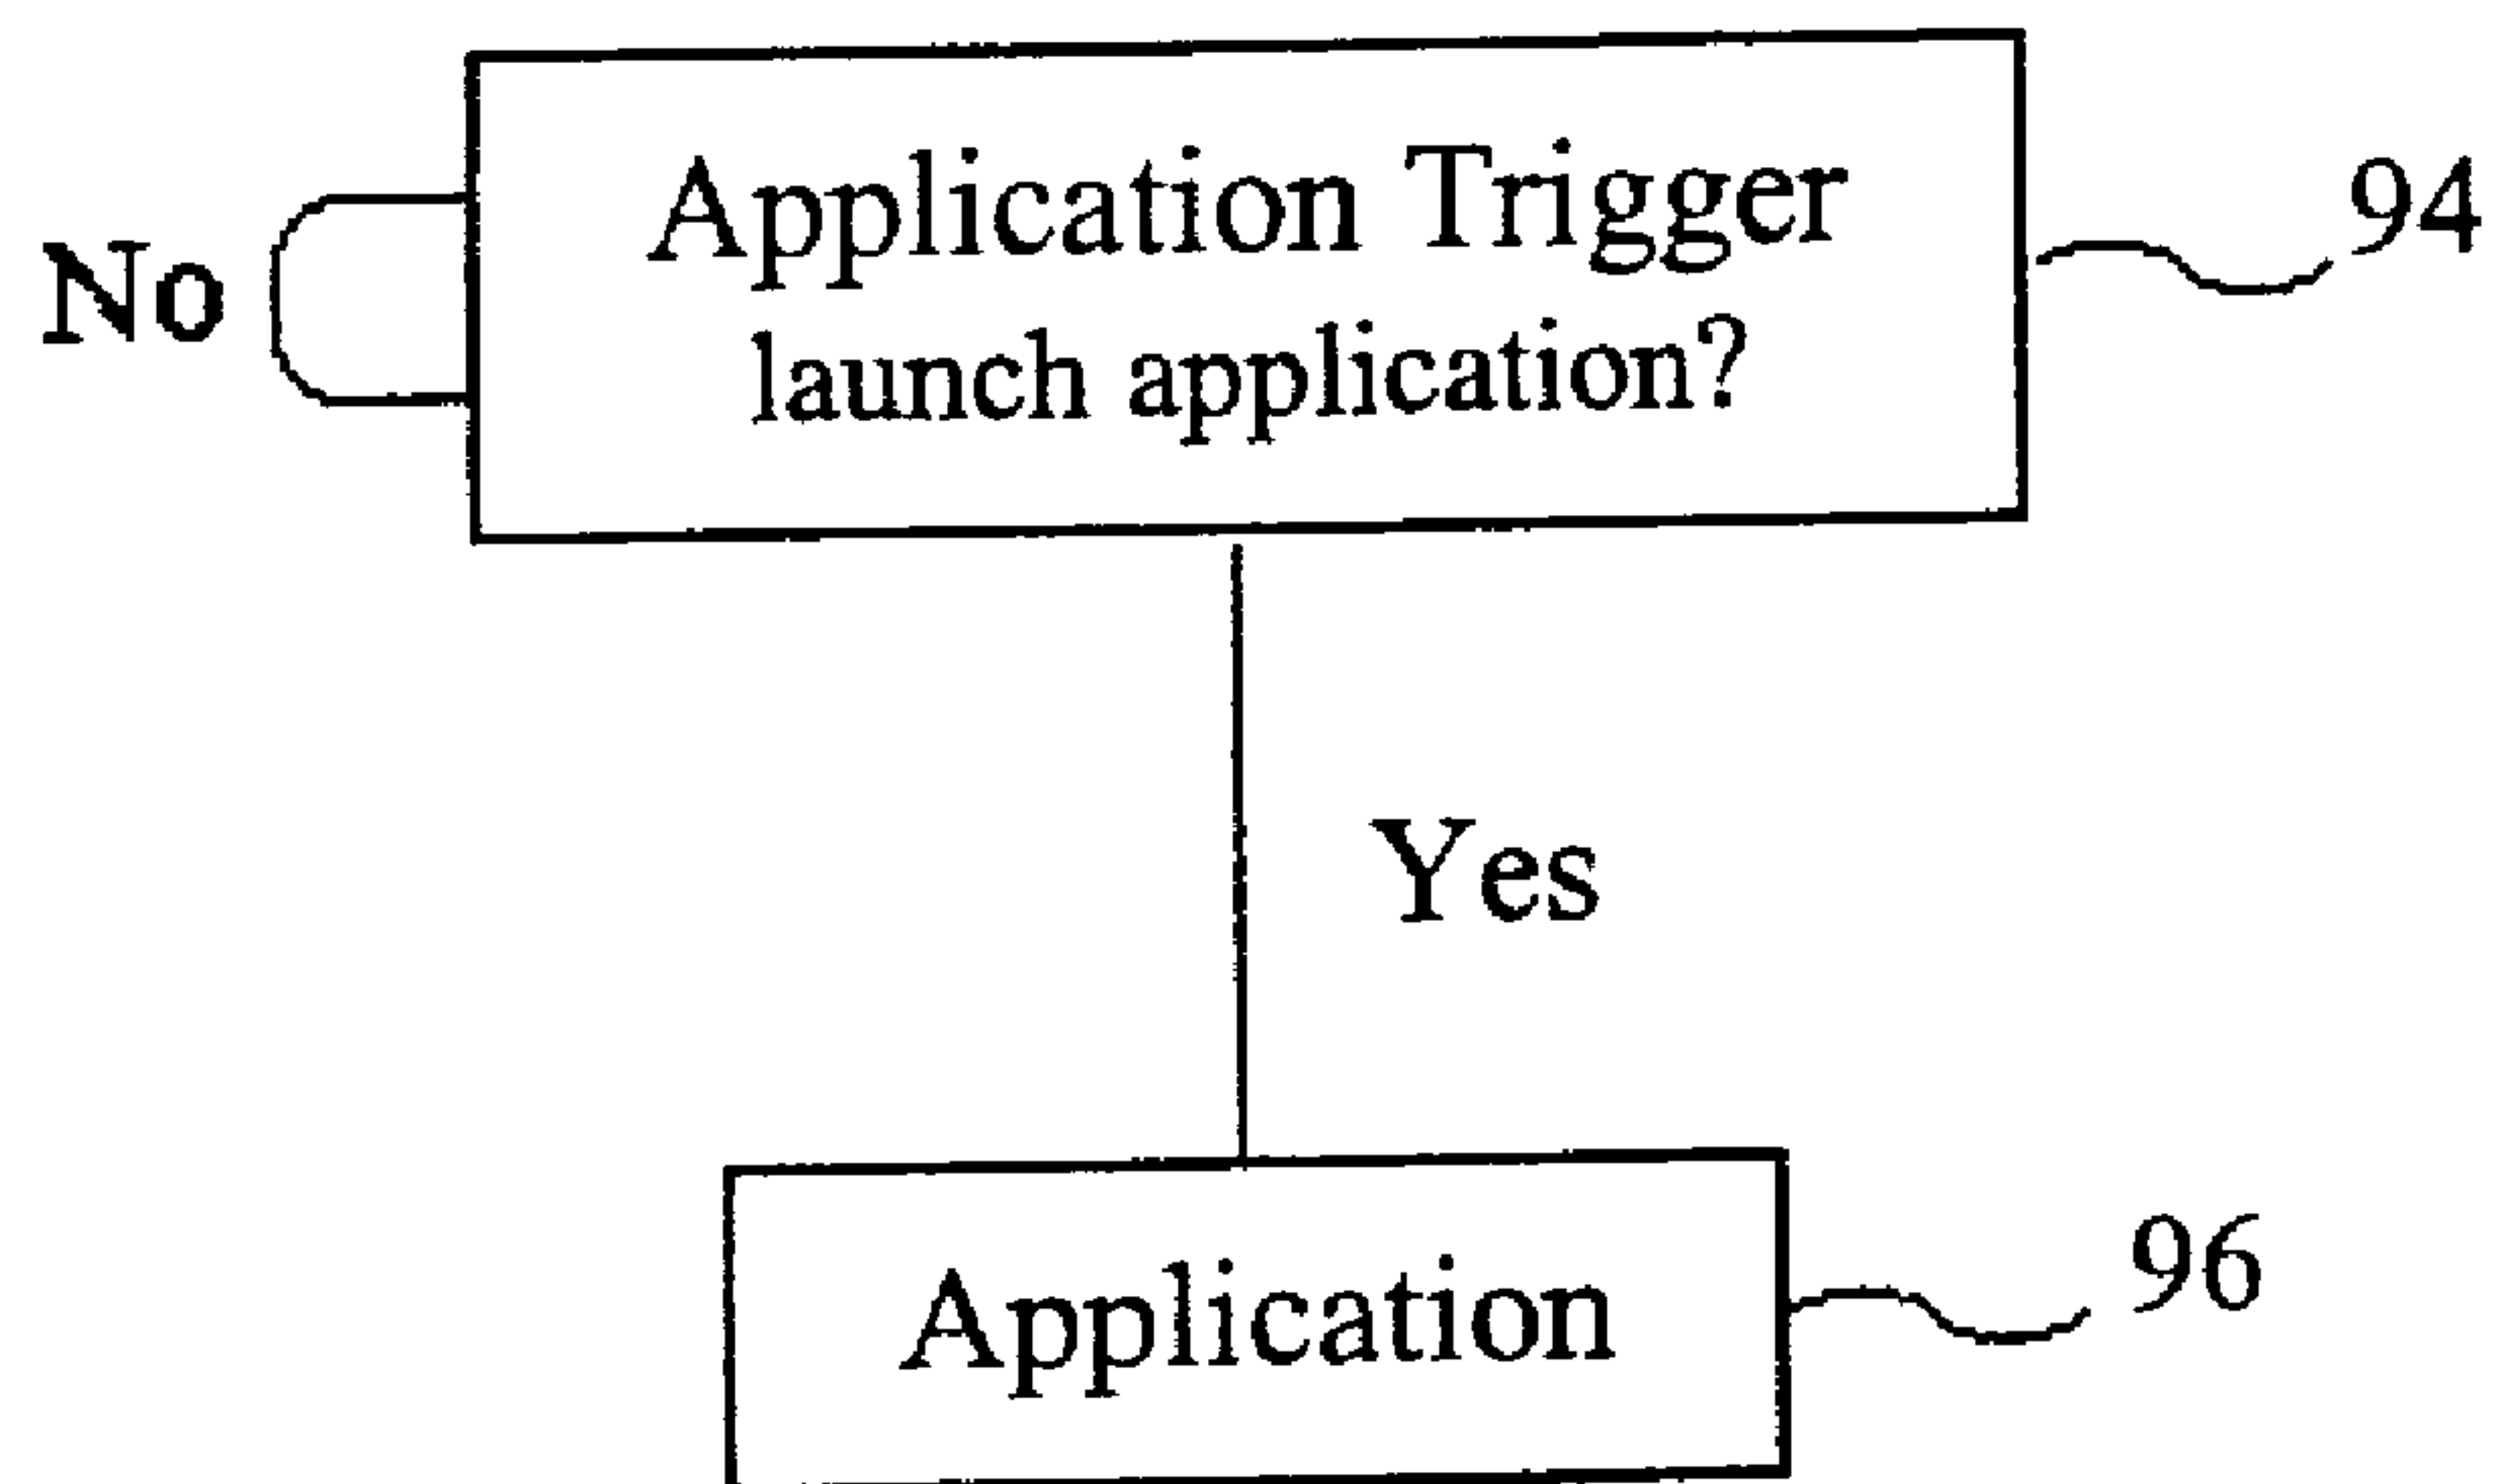 Application Trigger
launch application?
94
No
Yes
Application
96